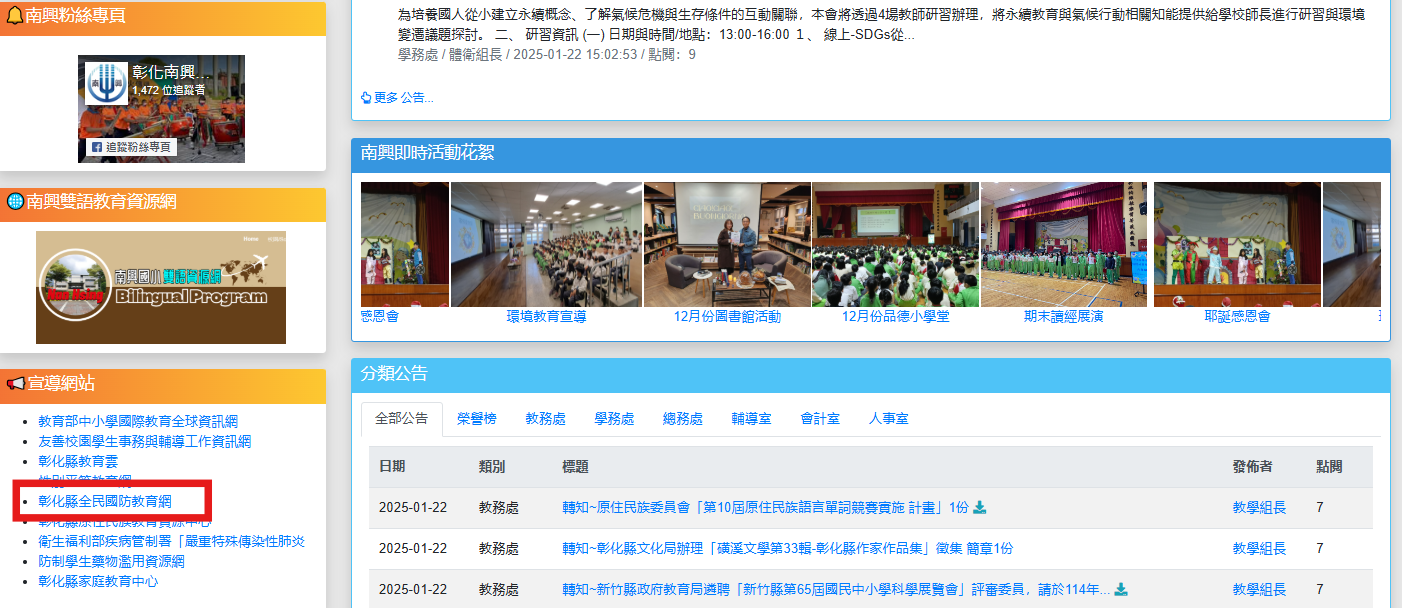 南興粉絲專頁
彰化南興...
1,472 位追蹤者
追蹤粉絲專頁
南興雙語教育資源網
Home
南興國小 雙語資源網
Nan Hsing
Bilingual Program
宣導網站
教育部中小學國際教育全球資訊網
友善校園學生事務與輔導工作資訊網
彰化縣教育雲
性別平等教育網
彰化縣全民國防教育網
彰化縣原住民族教育資源中心
衛生福利部疾病管制署「嚴重特殊傳染性肺炎
防制學生藥物濫用資源網
彰化縣家庭教育中心
為培養國人從小建立永續概念、了解氣候危機與生存條件的互動關聯，本會將透過4場教師研習辦理，將永續教育與氣候行動相關知能提供給學校師長進行研習與環境
變遷議題探討。 二、 研習資訊 (一) 日期與時間/地點：13:00-16:00 １、 線上-SDGs從...
學務處 / 體衛組長 / 2025-01-22 15:02:53 / 點閱：9
更多 公告...
南興即時活動花絮
感恩會
環境教育宣導
12月份圖書館活動
12月份品德小學堂
期末讀經展演
耶誕感恩會
分類公告
全部公告 榮譽榜 教務處 學務處 總務處 輔導室 會計室 人事室
日期 類別 標題 發佈者 點閱
2025-01-22 教務處 轉知~原住民族委員會「第10屆原住民族語言單詞競賽實施 計畫」1份 教學組長 7
2025-01-22 教務處 轉知~彰化縣文化局辦理「磺溪文學第33輯-彰化縣作家作品集」徵集 簡章1份 教學組長 7
2025-01-22 教務處 轉知~新竹縣政府教育局遴聘「新竹縣第65屆國民中小學科學展覽會」評審委員，請於114年... 教學組長 7